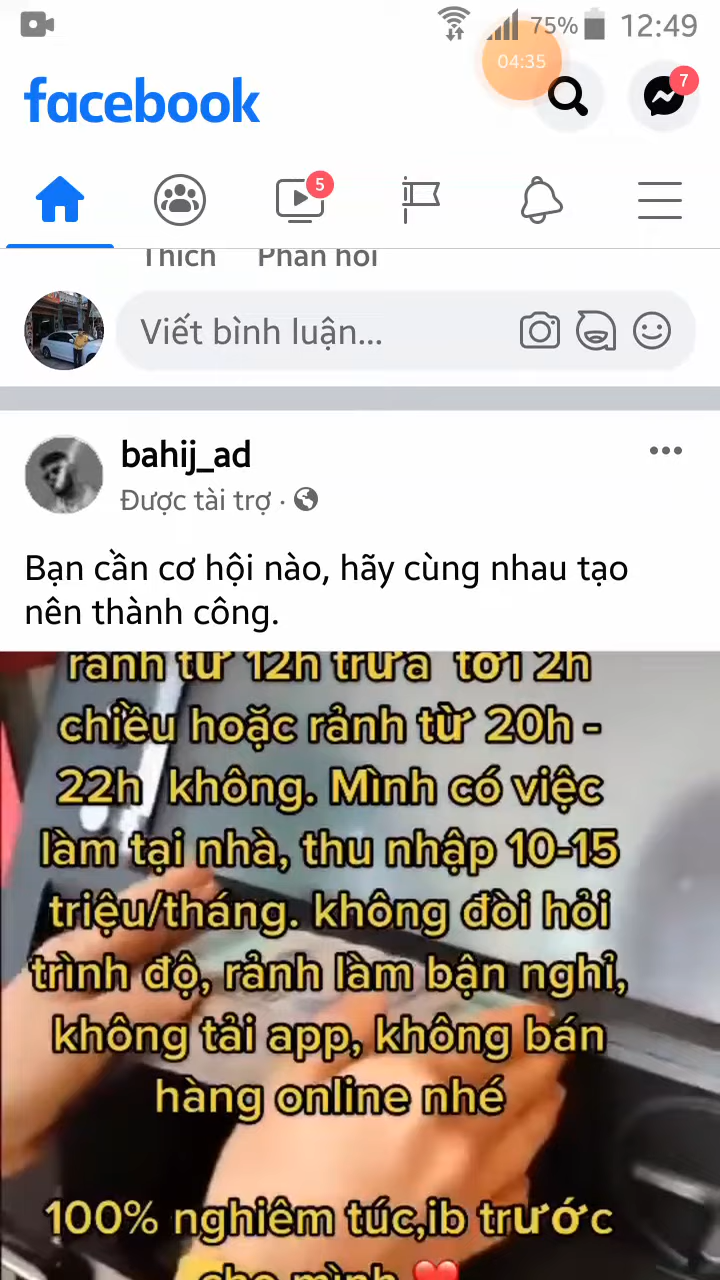 75% 12:49
04:35
facebook
7
5
Thích Phản hồi
Viết bình luận...
bahij_ad
Được tài trợ ·
Bạn cần cơ hội nào, hãy cùng nhau tạo
nên thành công.
rảnh từ 12h trưa tới 2h
chiều hoặc rảnh từ 20h -
22h không. Mình có việc
làm tại nhà, thu nhập 10-15
triệu/tháng. không đòi hỏi
trình độ, rảnh làm bận nghỉ,
không tải app, không bán
hàng online nhé
100% nghiêm túc,ib trước
cho mình